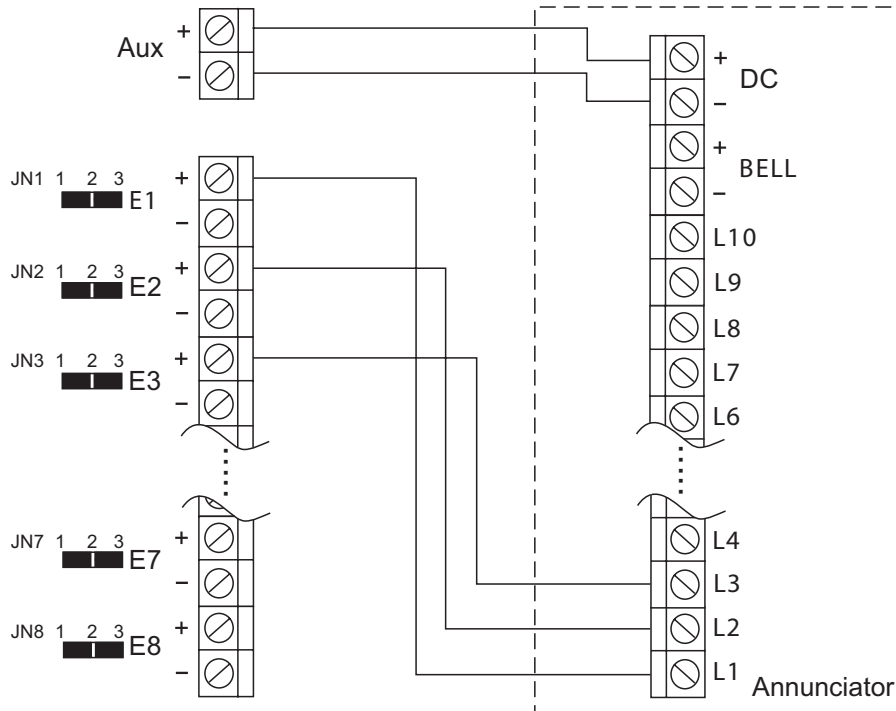 Aux + −
+ − DC
+ − BELL
JN1 1 2 3 E1 + −
JN2 1 2 3 E2 + −
JN3 1 2 3 E3 + −
JN7 1 2 3 E7 + −
JN8 1 2 3 E8 + −
L10
L9
L8
L7
L6
L4
L3
L2
L1
Annunciator